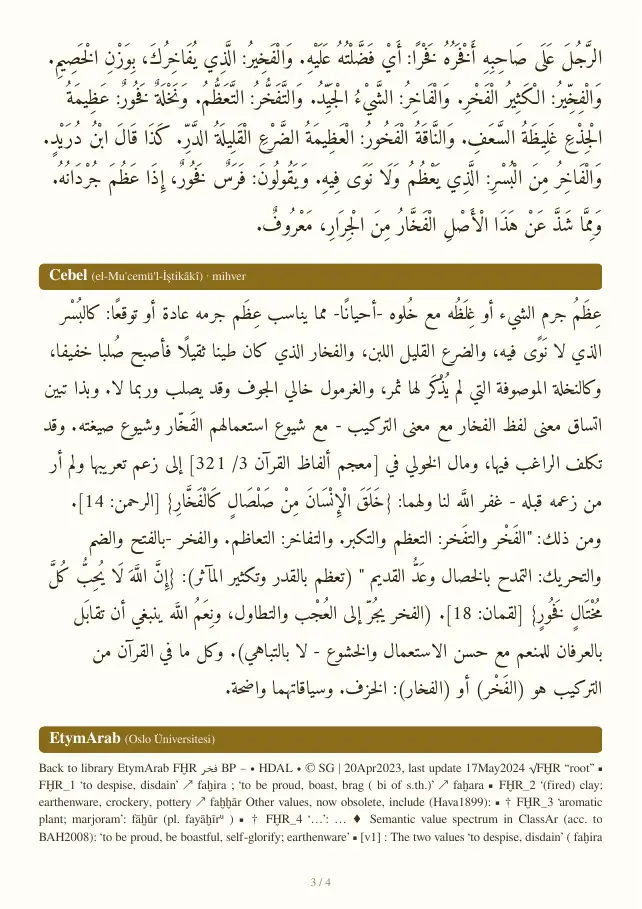 الرَّجُلَ عَلَى صَاحِبِهِ أَفْخَرُهُ فَخْرًا: أَيْ فَضَّلْتُهُ عَلَيْهِ. وَالْفَخِيرُ: الَّذِي يُفَاخِرُكَ، بِوَزْنِ الْخَصِيمِ.
وَالْفِخِّيرُ: الْكَثِيرُ الْفَخْرِ. وَالْفَاخِرُ: الشَّيْءُ الْجَيِّدُ. وَالتَّفَخُّرُ: التَّعَظُّمُ. وَنَخْلَةٌ فَخُورٌ: عَظِيمَةُ
الْجِذْعِ غَلِيظَةُ السَّعَفِ. وَالنَّاقَةُ الْفَخُورُ: الْعَظِيمَةُ الضَّرْعِ الْقَلِيلَةُ الدَّرِّ. كَذَا قَالَ ابْنُ دُرَيْدٍ.
وَالْفَاخِرُ مِنَ الْبُسْرِ: الَّذِي يَعْظُمُ وَلَا نَوَى فِيهِ. وَيَقُولُونَ: فَرَسٌ فَخُورٌ، إِذَا عَظُمَ جُرْدَانُهُ.
وَمِمَّا شَذَّ عَنْ هَذَا الْأَصْلِ الْفَخَّارُ مِنَ الْجِرَارِ، مَعْرُوفٌ.
Cebel (el-Muʿcemü'l-İştikâkî) · mihver
عِظَمُ جرم الشيء أو غِلَظُه مع خُلوه -أحيانًا- مما يناسب عِظَم جرمه عادة أو توقعًا: كالبُسْر
الذي لا نَوًى فيه، والضرع القليل اللبن، والفخار الذي كان طينا ثقيلًا فأصبح صُلبا خفيفا،
وكالنخلة الموصوفة التي لم يُذْكَر لها ثمر، والغرمول خالي الجوف وقد يصلب وربما لا. وبذا تبين
اتساق معنى لفظ الفخار مع معنى التركيب - مع شيوع استعمالهم الفَخّار وشيوع صيغته. وقد
تكلف الراغب فيها، ومال الخولي في [معجم ألفاظ القرآن 3/ 321] إلى زعم تعريبها ولم أر
من زعمه قبله - غفر الله لنا ولهما: {خَلَقَ الْإِنْسَانَ مِنْ صَلْصَالٍ كَالْفَخَّارِ} [الرحمن: 14].
ومن ذلك: "الفَخْر والتفَخر: التعظم والتكبر. والتفاخر: التعاظم. والفخر -بالفتح والضم
والتحريك: التمدح بالخصال وعَدُّ القديم " (تعظم بالقدر وتكثير المآثر): {إِنَّ اللَّهَ لَا يُحِبُّ كُلَّ
مُخْتَالٍ فَخُورٍ} [لقمان: 18]. (الفخر يجُرّ إلى العُجْب والتطاول، ونِعَمُ الله ينبغي أن تقابَل
بالعرفان للمنعم مع حسن الاستعمال والخشوع - لا بالتباهي). وكل ما في القرآن من
التركيب هو (الفَخْر) أو (الفخار): الخزف. وسياقاتهما واضحة.
EtymArab (Oslo Üniversitesi)
Back to library EtymArab FḪR فخر BP – • HDAL • © SG | 20Apr2023, last update 17May2024 √FḪR “root” ▪
FḪR_1 ‘to despise, disdain’ ↗ faḫira ; ‘to be proud, boast, brag ( bi of s.th.)’ ↗ faḫara ▪ FḪR_2 ‘(fired) clay;
earthenware, crockery, pottery ↗ faḫḫār Other values, now obsolete, include (Hava1899): ▪ † FḪR_3 ‘aromatic
plant; marjoram’: fāḫūr (pl. fayāḫīrᵘ ) ▪ † FḪR_4 ‘…’: … ♦ Semantic value spectrum in ClassAr (acc. to
BAH2008): ‘to be proud, be boastful, self-glorify; earthenware’ ▪ [v1] : The two values ‘to despise, disdain’ ( faḫira
3 / 4